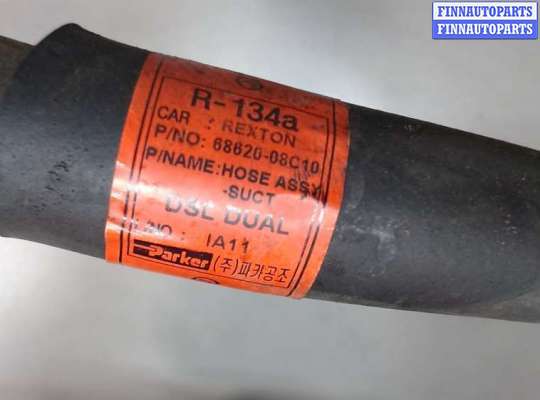 FINNAUTOPARTS
FINNAUTOPARTS
R-134a
CAR : REXTON
P/NO: 68620-08C10
P/NAME: HOSE ASSY
-SUCT
DSL DUAL
NO : IA11
Parker (주)파카공조